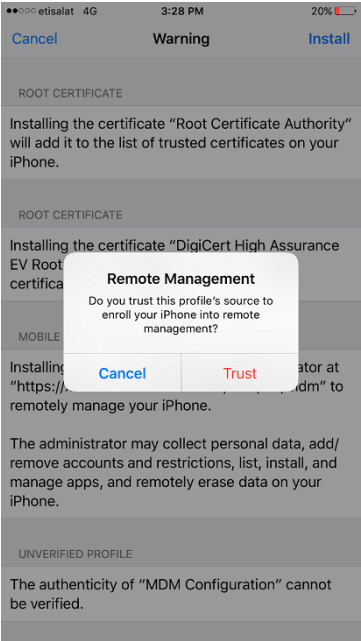 etisalat 4G 3:28 PM 20%
Cancel Warning Install
ROOT CERTIFICATE
Installing the certificate “Root Certificate Authority”
will add it to the list of trusted certificates on your
iPhone.
ROOT CERTIFICATE
Installing the certificate “DigiCert High Assurance
EV Root
certifica
Remote Management
Do you trust this profile's source to
enroll your iPhone into remote
management?
Cancel Trust
MOBILE
Installing ator at
“https:// dm” to
remotely manage your iPhone.
The administrator may collect personal data, add/
remove accounts and restrictions, list, install, and
manage apps, and remotely erase data on your
iPhone.
UNVERIFIED PROFILE
The authenticity of “MDM Configuration” cannot
be verified.